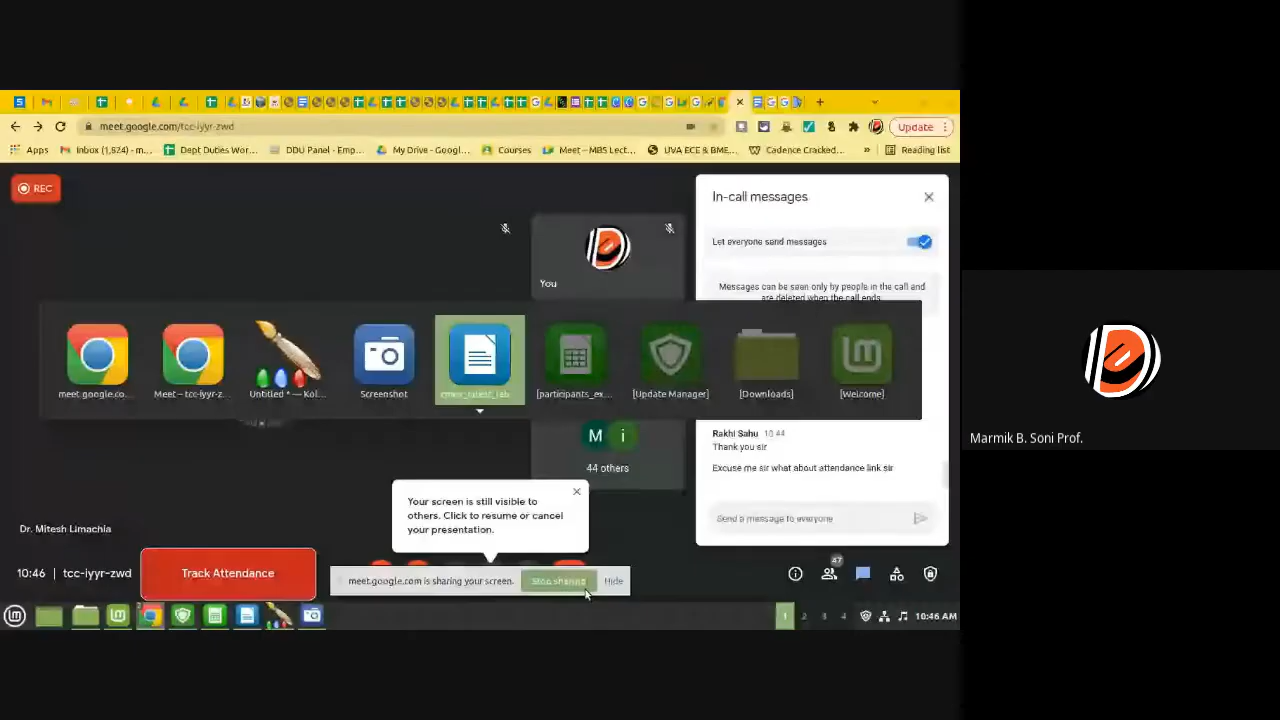 meet.google.com/tcc-iyyr-zwd
Update
Apps
Inbox (1,824) - m...
Dept Duties Wor...
DDU Panel - Emp...
My Drive - Googl...
Courses
Meet – MBS Lect...
UVA ECE & BME...
Cadence Cracked...
»
Reading list
REC
In-call messages
Let everyone send messages
You
Messages can be seen only by people in the call and
are deleted when the call ends
meet.google.co...
Meet – tcc-iyyr-z...
Untitled * — Kol...
Screenshot
[participants_ex...
[Update Manager]
[Downloads]
[Welcome]
Rakhi Sahu 10:44
Thank you sir
Excuse me sir what about attendance link sir
M i
44 others
Marmik B. Soni Prof.
Your screen is still visible to
others. Click to resume or cancel
your presentation.
Send a message to everyone
Dr. Mitesh Limachia
10:46 | tcc-iyyr-zwd
Track Attendance
meet.google.com is sharing your screen.
Stop sharing
Hide
47
1 2 3 4
10:46 AM